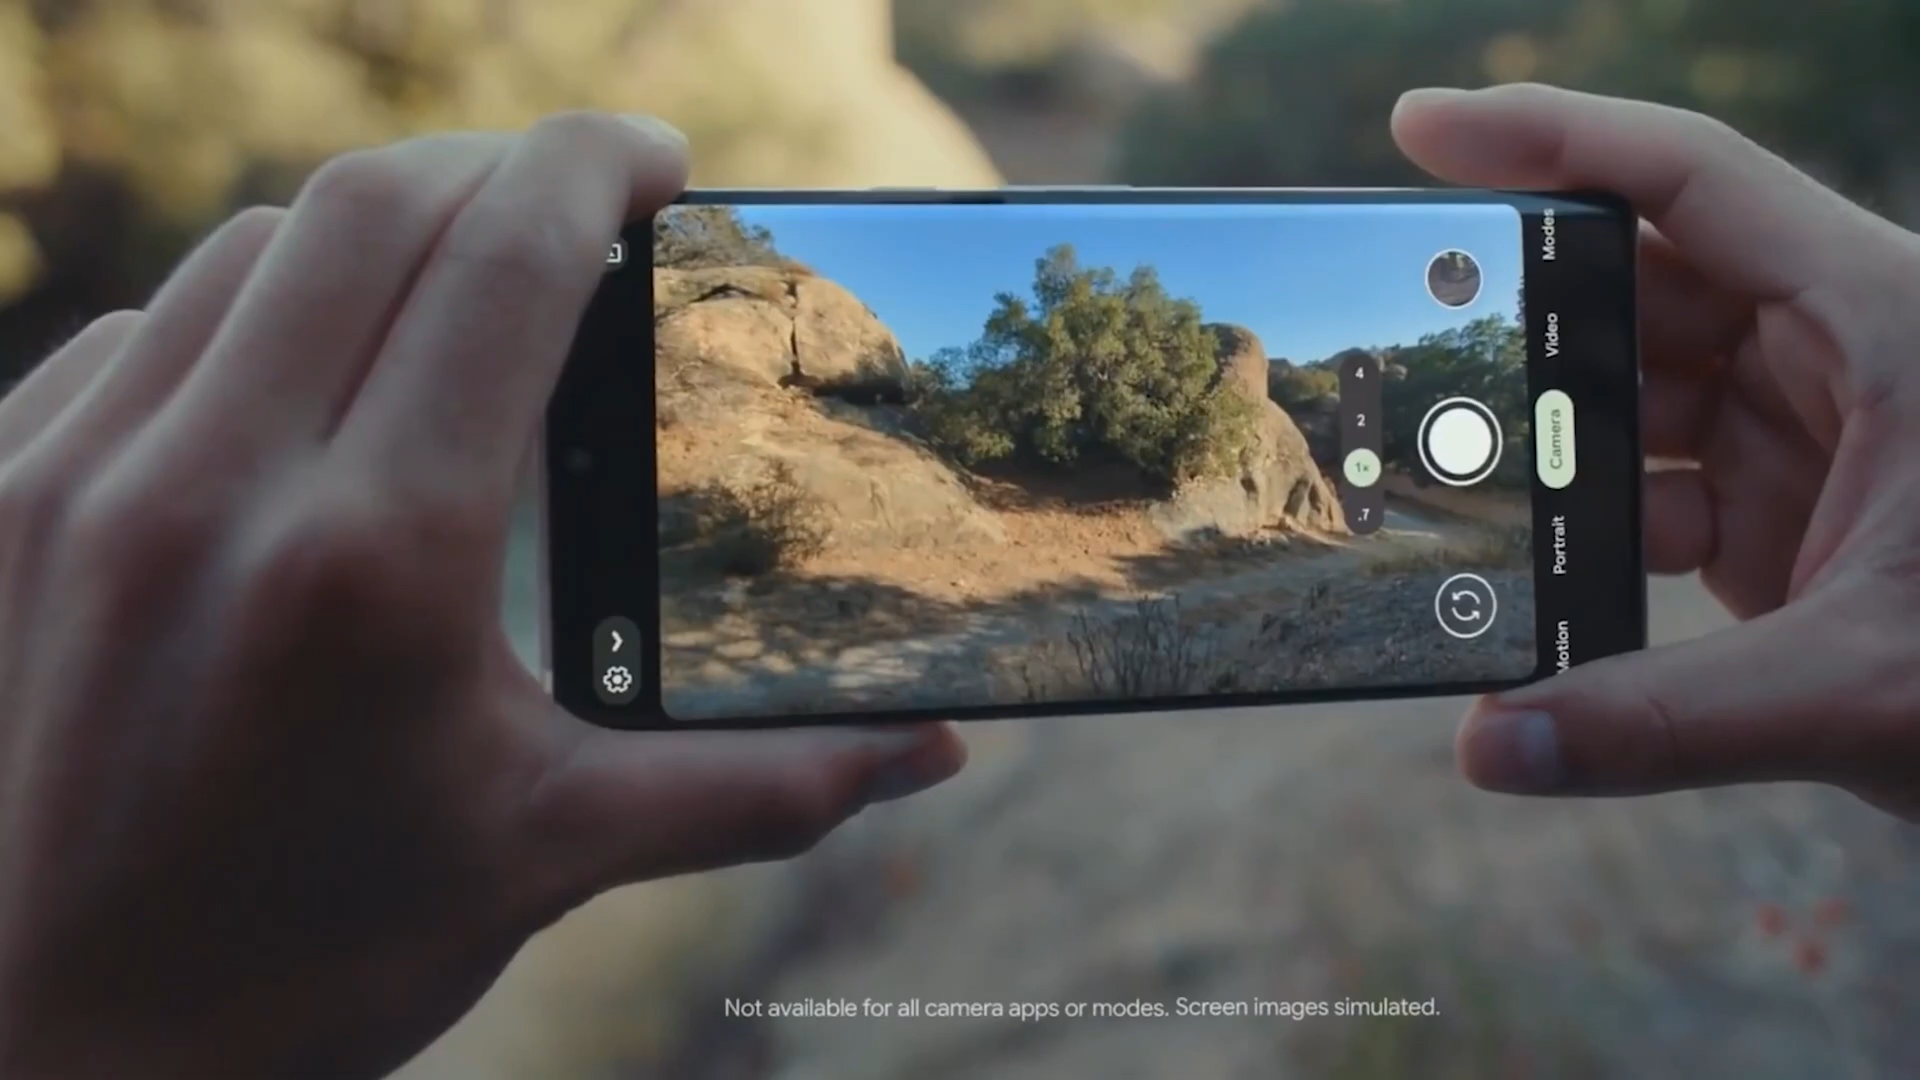 Modes
Video
Camera
Portrait
Motion
4
2
1×
.7
Not available for all camera apps or modes. Screen images simulated.